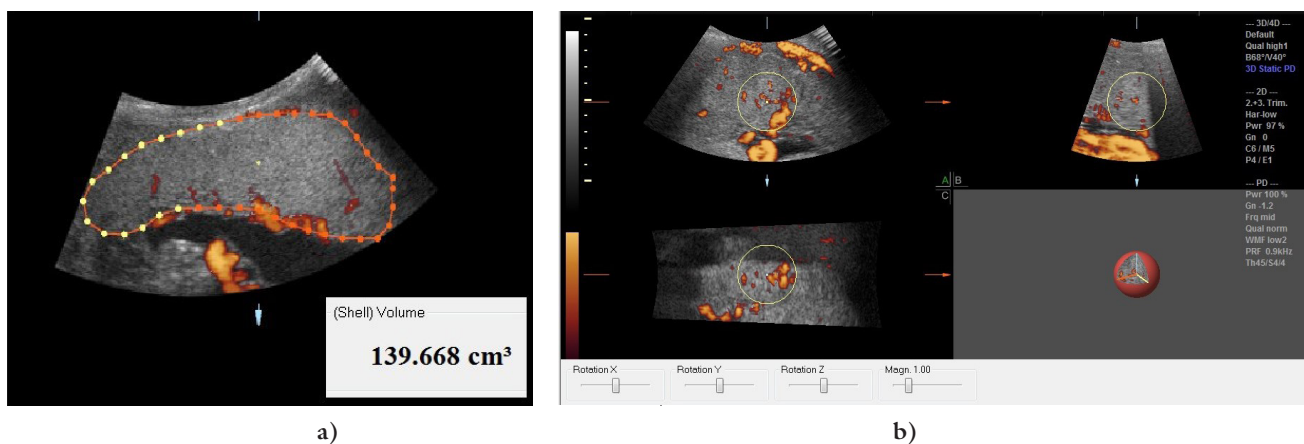 (Shell) Volume
139.668 cm³
a)
--- 3D/4D ---
Default
Qual high1
B68°/V40°
3D Static PD
--- 2D ---
2.+3. Trim.
Har-low
Pwr 97 %
Gn 0
C6 / M5
P4 / E1
A B
C
--- PD ---
Pwr 100 %
Gn -1.2
Frq mid
Qual norm
WMF low2
PRF 0.9kHz
Th45/S4/4
Rotation X
Rotation Y
Rotation Z
Magn. 1.00
b)